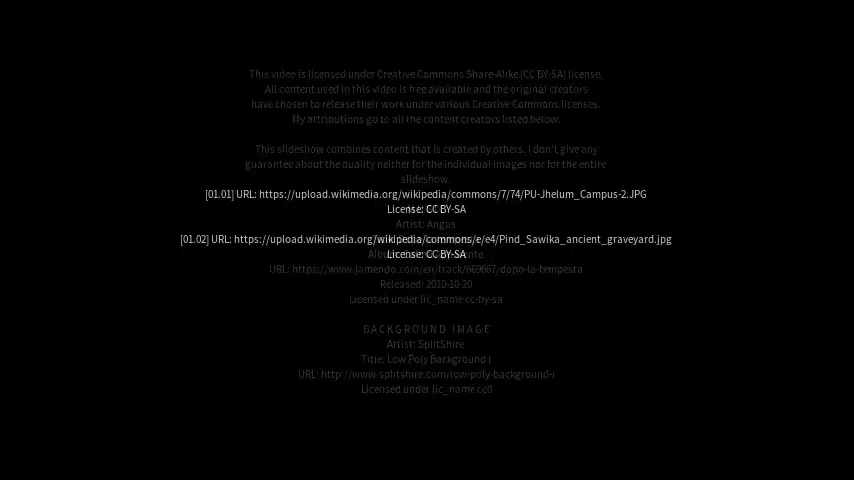 This video is licensed under Creative Commons Share-Alike (CC BY-SA) license.
All content used in this video is free available and the original creators
have chosen to release their work under various Creative Commons licenses.
My attributions go to all the content creators listed below.
This slideshow combines content that is created by others, I don't give any
guarantee about the quality neither for the individual images nor for the entire
slideshow.
[01.01] URL: https://upload.wikimedia.org/wikipedia/commons/7/74/PU-Jhelum_Campus-2.JPG
License: CC BY-SA
Artist: Angus
[01.02] URL: https://upload.wikimedia.org/wikipedia/commons/e/e4/Pind_Sawika_ancient_graveyard.jpg
License: CC BY-SA
URL: https://www.jamendo.com/en/track/669667/dopo-la-tempesta
Released: 2010-10-20
Licensed under lic_name:cc-by-sa
BACKGROUND IMAGE
Artist: SplitShire
Title: Low Poly Background I
URL: http://www.splitshire.com/low-poly-background-i
Licensed under lic_name:cc0